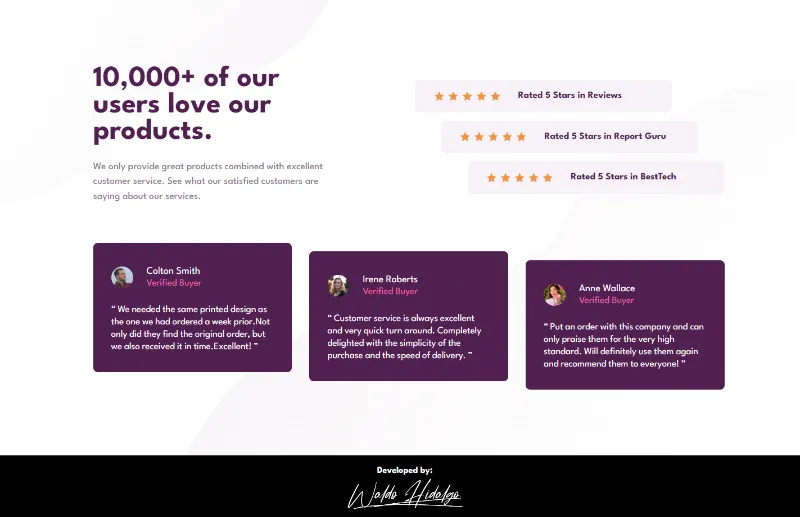 10,000+ of our
users love our
products.
We only provide great products combined with excellent
customer service. See what our satisfied customers are
saying about our services.
Rated 5 Stars in Reviews
Rated 5 Stars in Report Guru
Rated 5 Stars in BestTech
Colton Smith
Verified Buyer
“ We needed the same printed design as
the one we had ordered a week prior.Not
only did they find the original order, but
we also received it in time.Excellent! ”
Irene Roberts
Verified Buyer
“ Customer service is always excellent
and very quick turn around. Completely
delighted with the simplicity of the
purchase and the speed of delivery. ”
Anne Wallace
Verified Buyer
“ Put an order with this company and can
only praise them for the very high
standard. Will definitely use them again
and recommend them to everyone! ”
Developed by:
Waldo Hidalgo